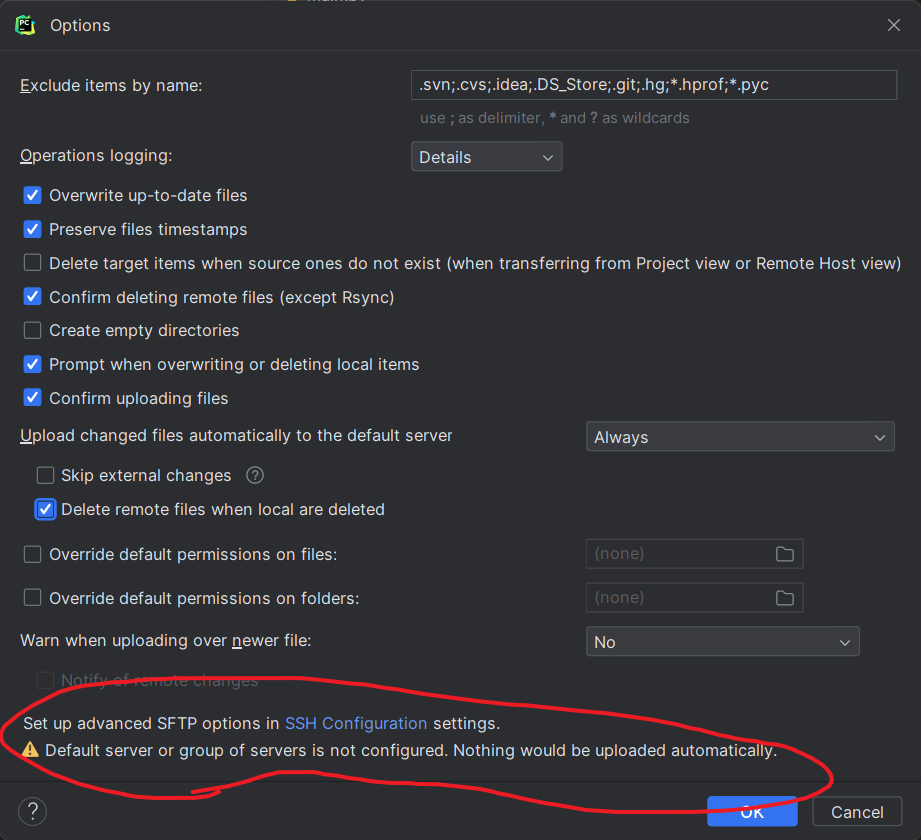 PC
Options
Exclude items by name:
.svn;.cvs;.idea;.DS_Store;.git;.hg;*.hprof;*.pyc
use ; as delimiter, * and ? as wildcards
Operations logging:
Details
Overwrite up-to-date files
Preserve files timestamps
Delete target items when source ones do not exist (when transferring from Project view or Remote Host view)
Confirm deleting remote files (except Rsync)
Create empty directories
Prompt when overwriting or deleting local items
Confirm uploading files
Upload changed files automatically to the default server
Always
Skip external changes ?
Delete remote files when local are deleted
Override default permissions on files:
(none)
Override default permissions on folders:
(none)
Warn when uploading over newer file:
No
Notify of remote changes
Set up advanced SFTP options in SSH Configuration settings.
Default server or group of servers is not configured. Nothing would be uploaded automatically.
?
OK
Cancel